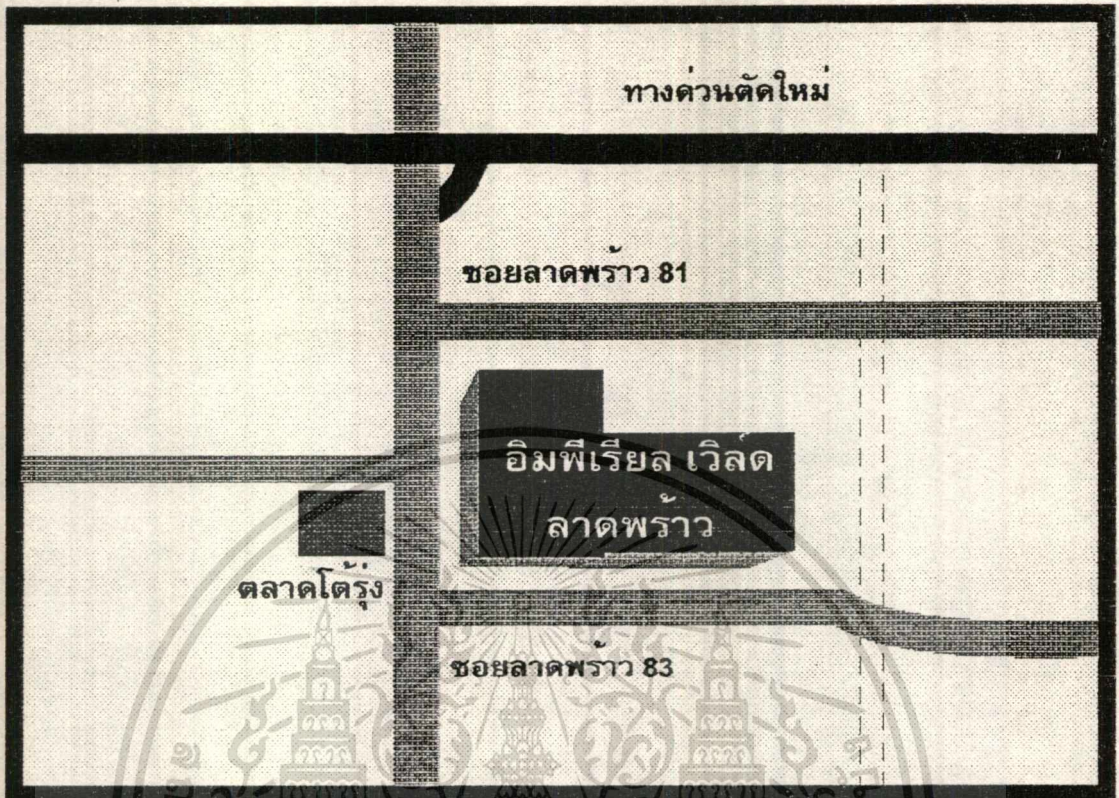 ทางด่วนตัดใหม่
ซอยลาดพร้าว 81
อิมพีเรียล เวิลด์
ลาดพร้าว
ตลาดโต้รุ่ง
ซอยลาดพร้าว 83